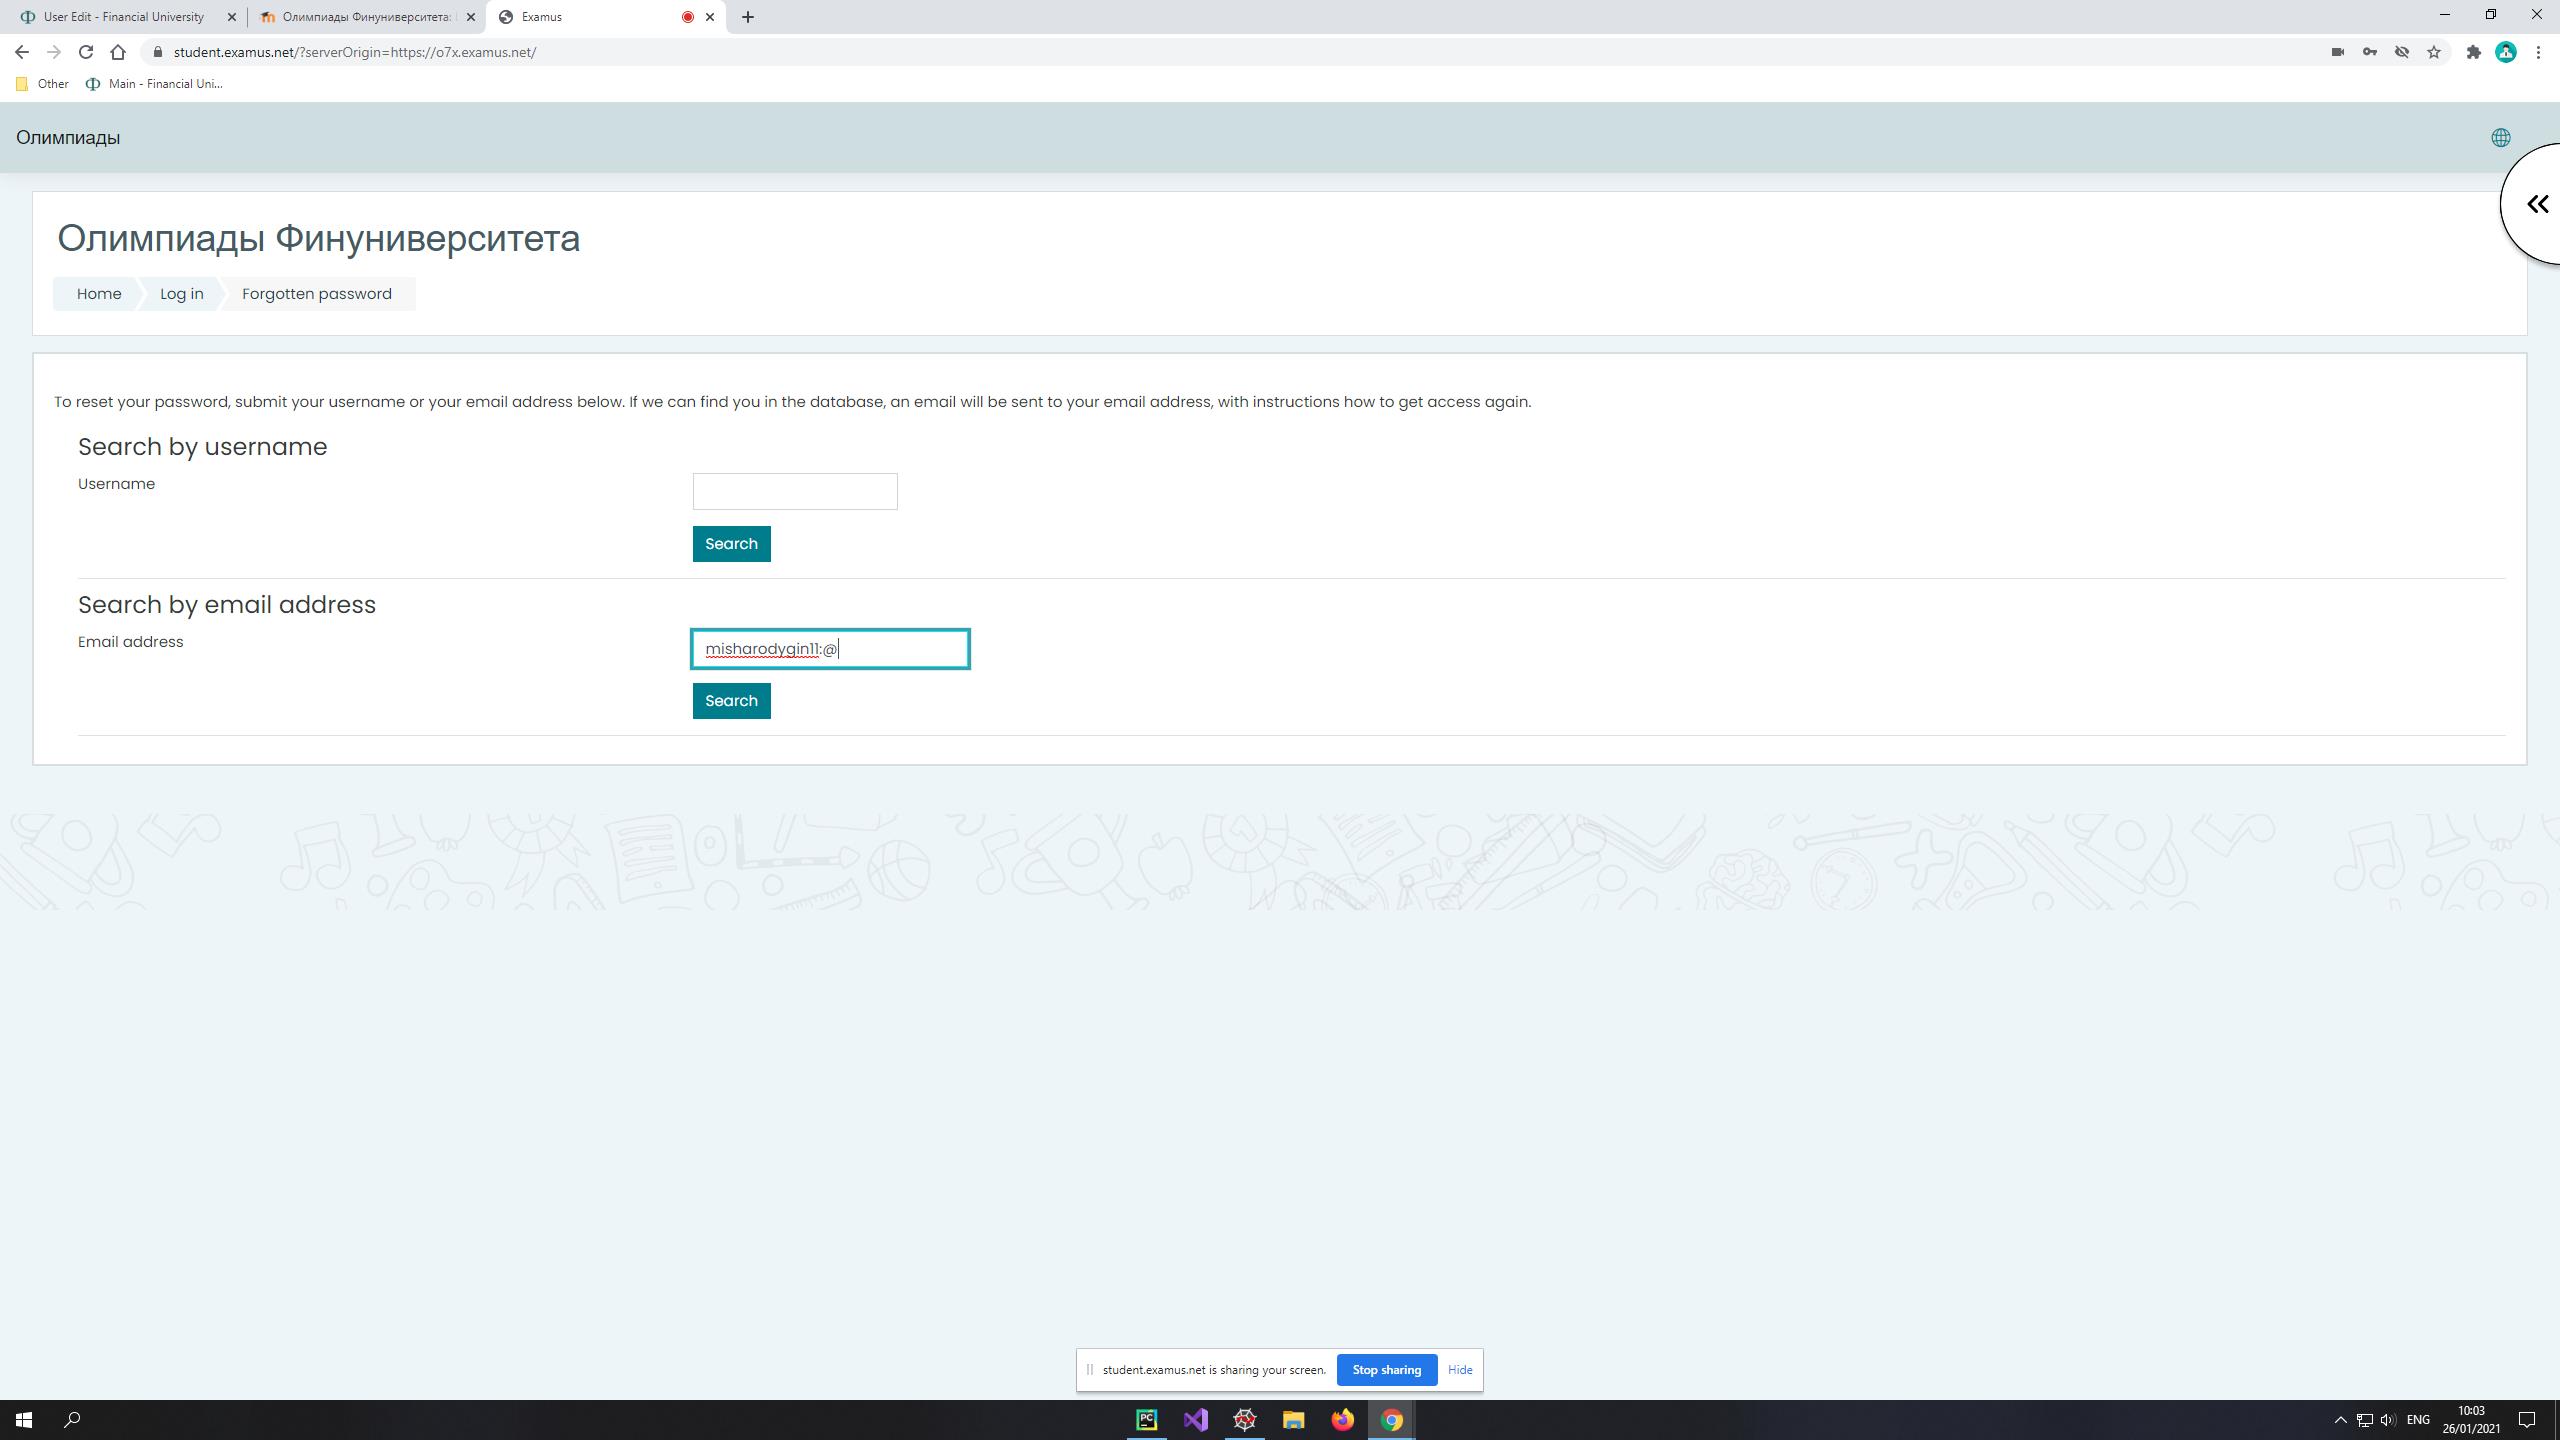 User Edit - Financial University
Олимпиады Финуниверситета:
Examus
student.examus.net/?serverOrigin=https://o7x.examus.net/
Other
Main - Financial Uni...
Олимпиады
Олимпиады Финуниверситета
Home
Log in
Forgotten password
To reset your password, submit your username or your email address below. If we can find you in the database, an email will be sent to your email address, with instructions how to get access again.
Search by username
Username
Search
Search by email address
Email address
misharodygin11:@
Search
student.examus.net is sharing your screen.
Stop sharing
Hide
PC
ENG
10:03
26/01/2021